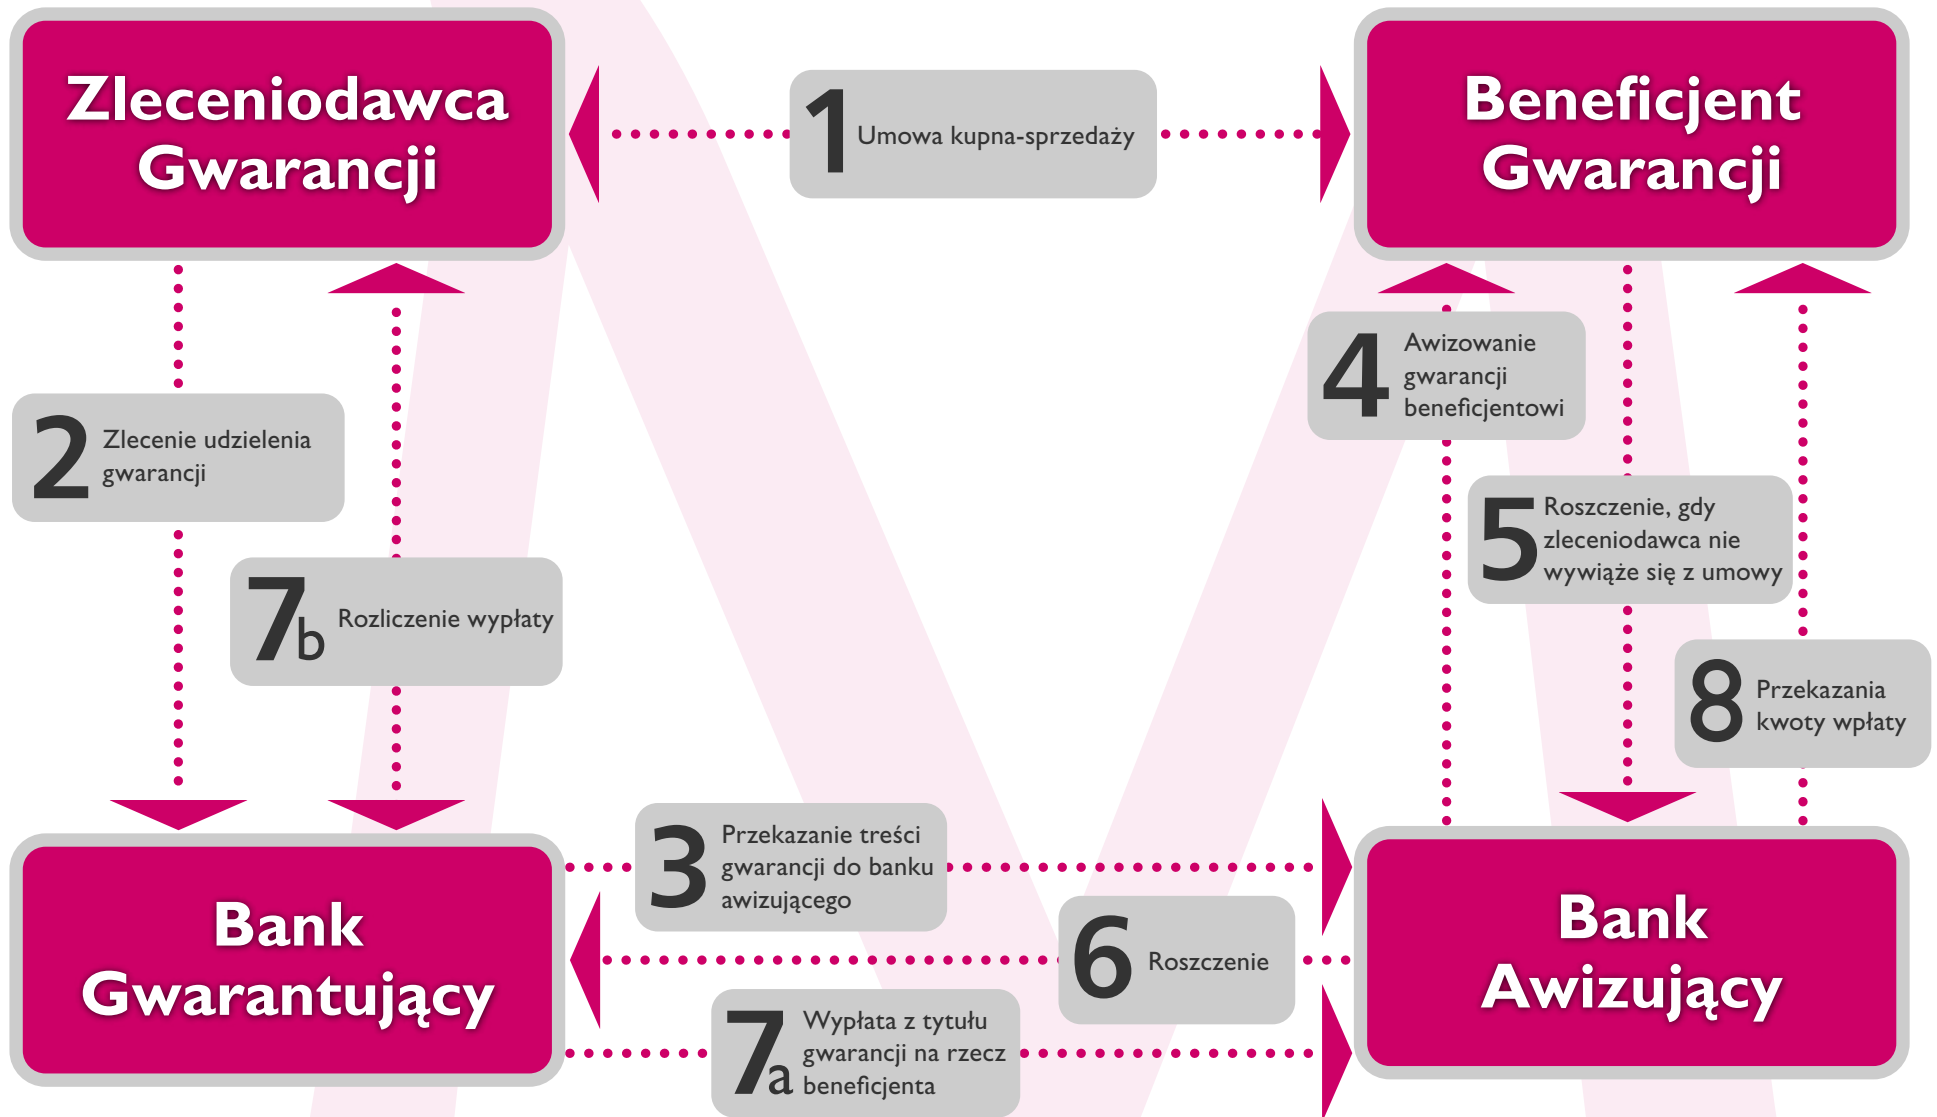 Zleceniodawca
Gwarancji
1 Umowa kupna-sprzedaży
Beneficjent
Gwarancji
2 Zlecenie udzielenia
gwarancji
7b Rozliczenie wypłaty
4 Awizowanie
gwarancji
beneficjentowi
5 Roszczenie, gdy
zleceniodawca nie
wywiąże się z umowy
8 Przekazania
kwoty wpłaty
Bank
Gwarantujący
3 Przekazanie treści
gwarancji do banku
awizującego
6 Roszczenie
7a Wypłata z tytułu
gwarancji na rzecz
beneficjenta
Bank
Awizujący